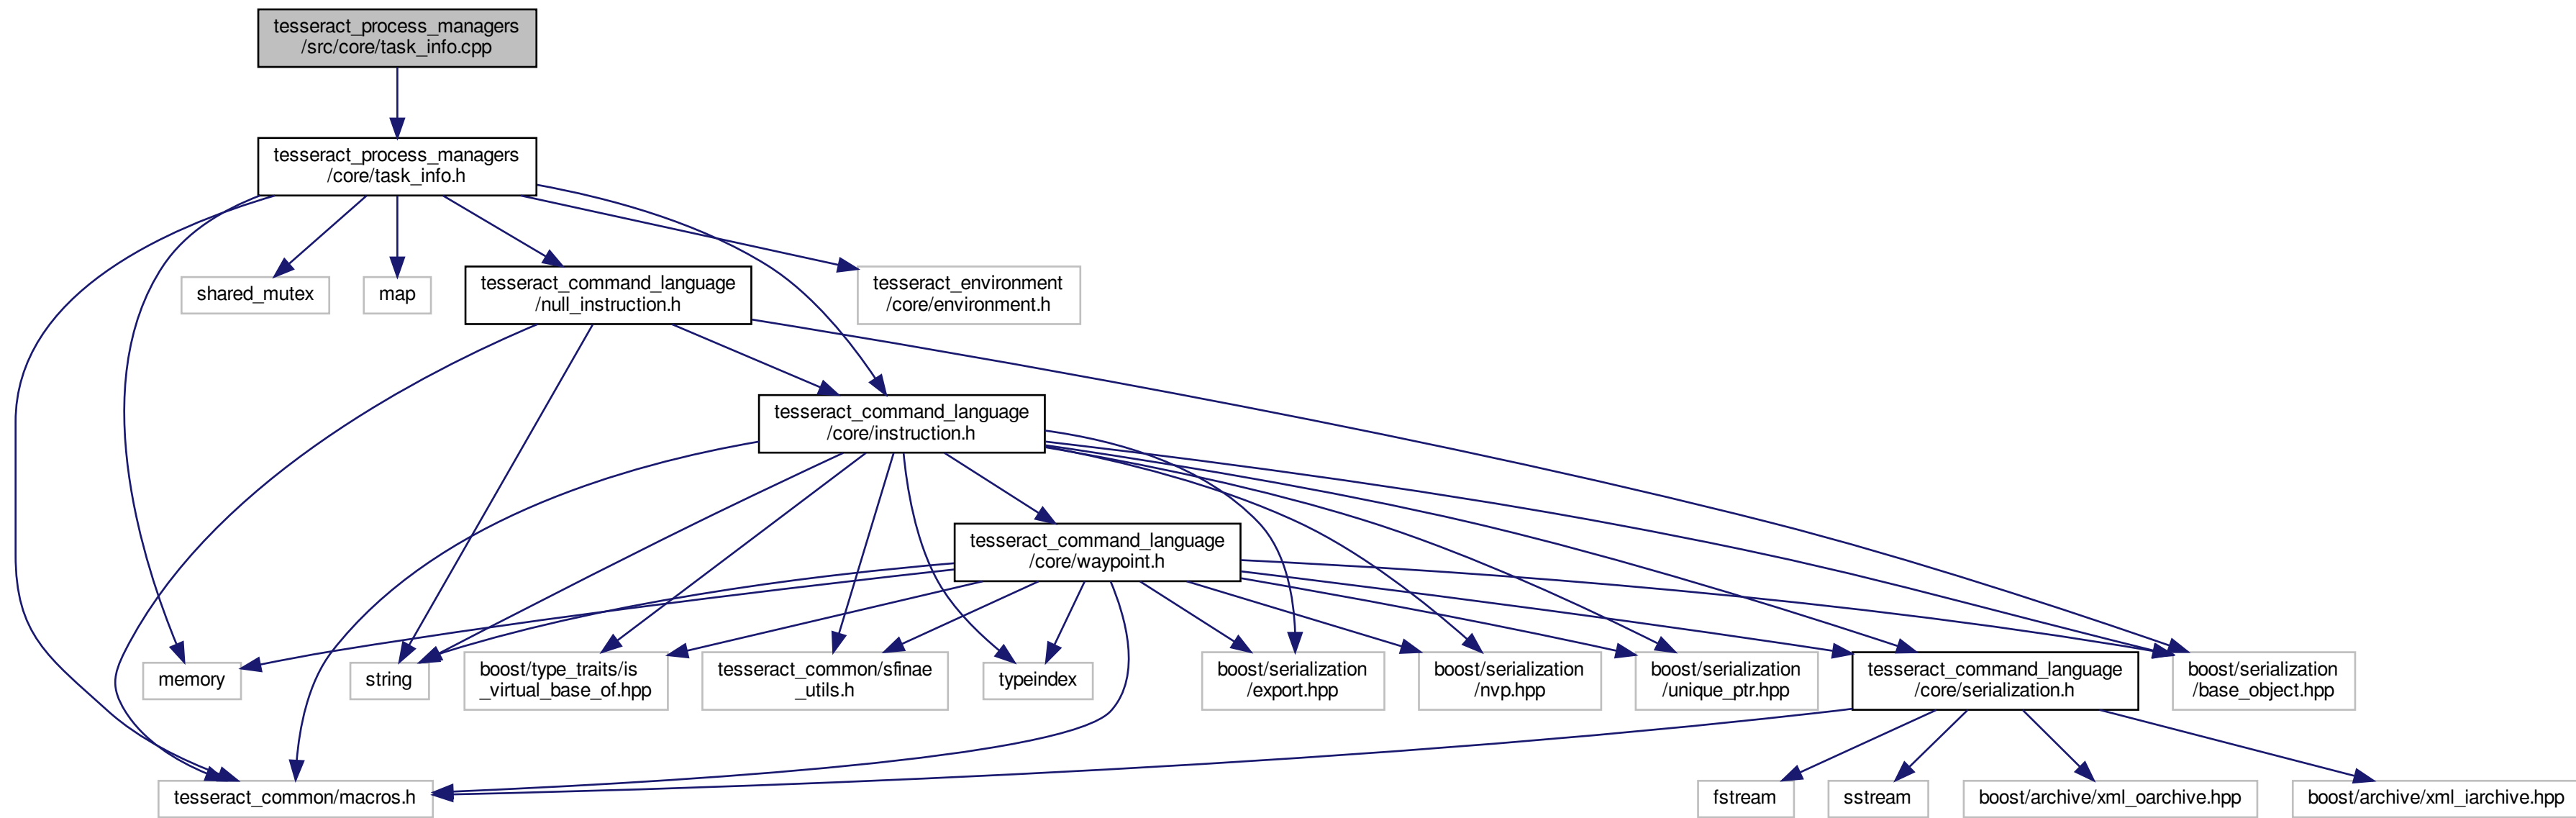 tesseract_process_managers
/src/core/task_info.cpp
tesseract_process_managers
/core/task_info.h
shared_mutex
map
tesseract_command_language
/null_instruction.h
tesseract_environment
/core/environment.h
tesseract_command_language
/core/instruction.h
tesseract_command_language
/core/waypoint.h
memory
string
boost/type_traits/is
_virtual_base_of.hpp
tesseract_common/sfinae
_utils.h
typeindex
boost/serialization
/export.hpp
boost/serialization
/nvp.hpp
boost/serialization
/unique_ptr.hpp
tesseract_command_language
/core/serialization.h
boost/serialization
/base_object.hpp
tesseract_common/macros.h
fstream
sstream
boost/archive/xml_oarchive.hpp
boost/archive/xml_iarchive.hpp